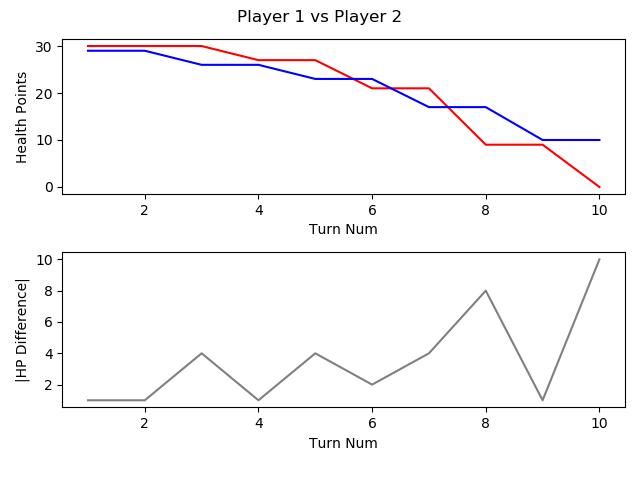 Player 1 vs Player 2
30
20
10
0
Health Points
2 4 6 8 10
Turn Num
10
8
6
4
2
|HP Difference|
2 4 6 8 10
Turn Num